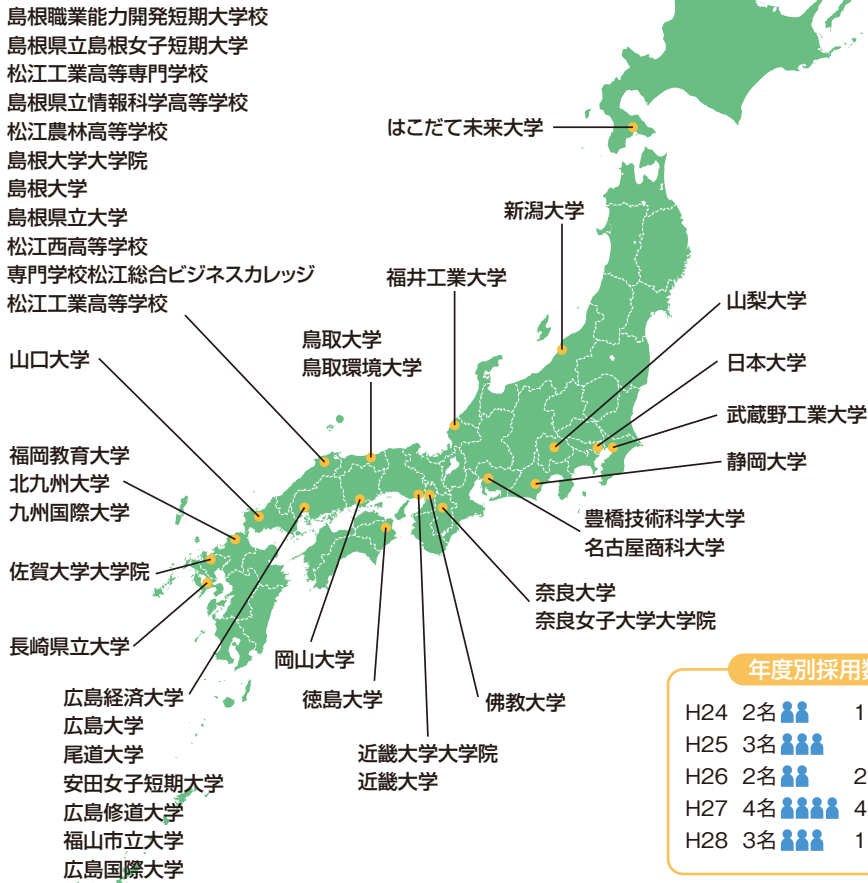 島根職業能力開発短期大学校
島根県立島根女子短期大学
松江工業高等専門学校
島根県立情報科学高等学校
松江農林高等学校
島根大学大学院
島根大学
島根県立大学
松江西高等学校
専門学校松江総合ビジネスカレッジ
松江工業高等学校
はこだて未来大学
新潟大学
福井工業大学
鳥取大学
鳥取環境大学
山梨大学
日本大学
武蔵野工業大学
静岡大学
豊橋技術科学大学
名古屋商科大学
奈良大学
奈良女子大学大学院
山口大学
福岡教育大学
北九州大学
九州国際大学
佐賀大学大学院
長崎県立大学
岡山大学
徳島大学
佛教大学
近畿大学大学院
近畿大学
広島経済大学
広島大学
尾道大学
安田女子短期大学
広島修道大学
福山市立大学
広島国際大学
年度別採用数
H24 2名 1
H25 3名
H26 2名 2
H27 4名 4
H28 3名 1